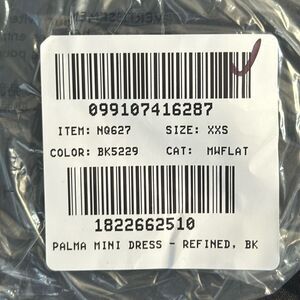 099107416287
ITEM: NQ627 SIZE: XXS
COLOR: BK5229 CAT: MWFLAT
1822662510
PALMA MINI DRESS - REFINED, BK